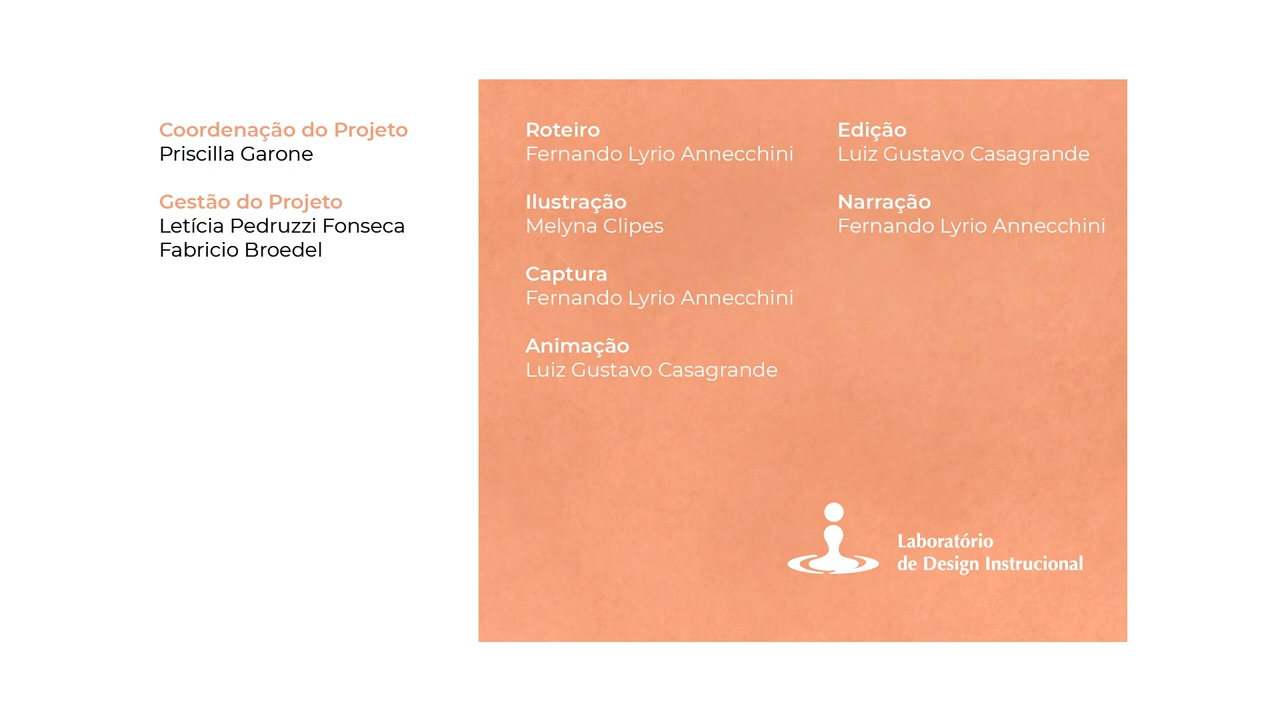 Coordenação do Projeto
Priscilla Garone
Gestão do Projeto
Letícia Pedruzzi Fonseca
Fabricio Broedel
Roteiro
Fernando Lyrio Annecchini
Ilustração
Melyna Clipes
Captura
Fernando Lyrio Annecchini
Animação
Luiz Gustavo Casagrande
Edição
Luiz Gustavo Casagrande
Narração
Fernando Lyrio Annecchini
Laboratório
de Design Instrucional